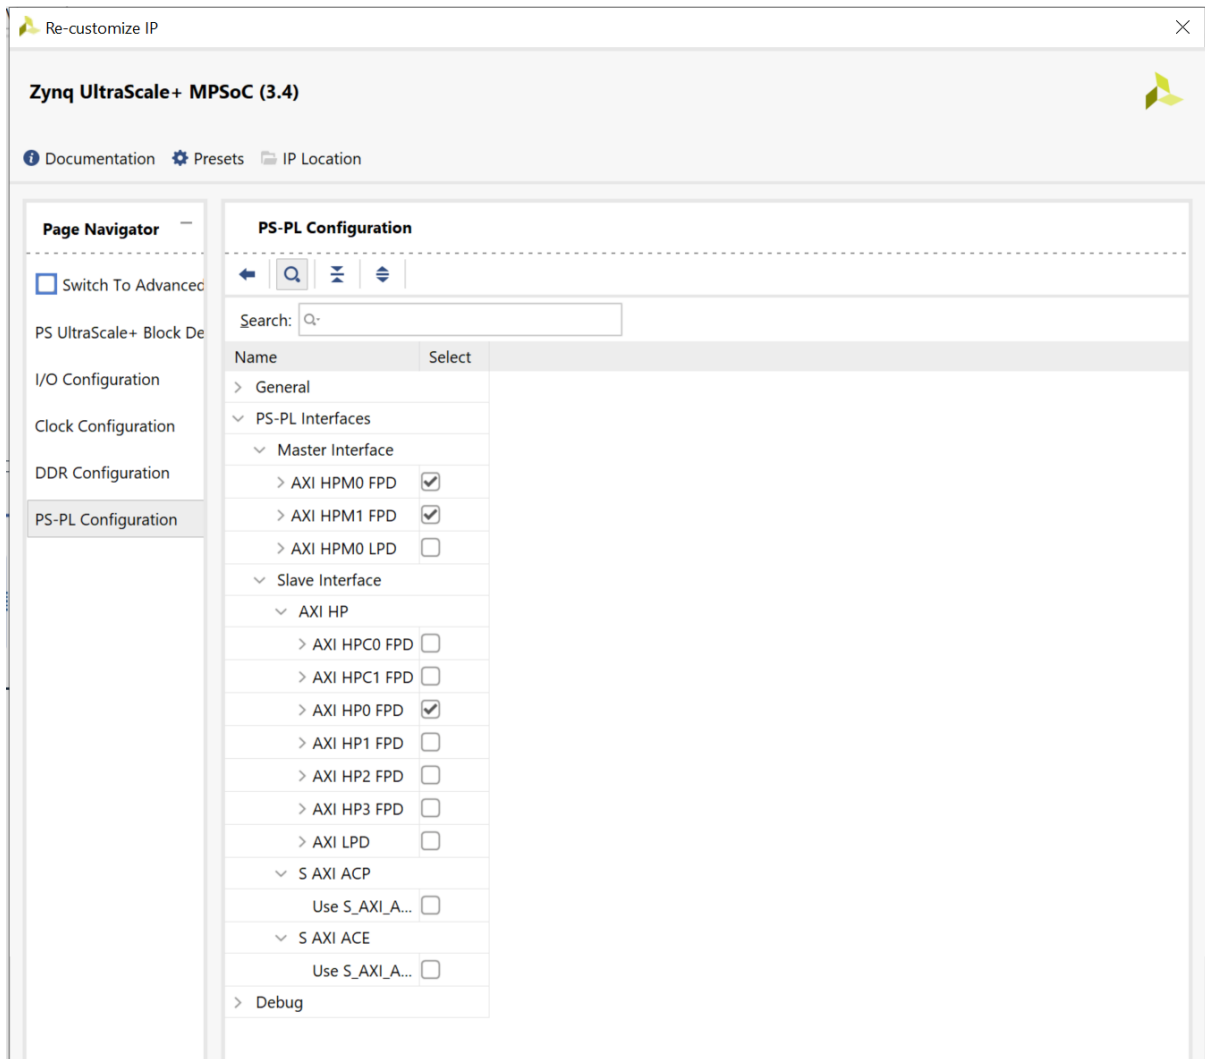 Re-customize IP
Zynq UltraScale+ MPSoC (3.4)
Documentation Presets IP Location
Page Navigator
Switch To Advanced
PS UltraScale+ Block De
I/O Configuration
Clock Configuration
DDR Configuration
PS-PL Configuration
PS-PL Configuration
Search:
Name Select
General
PS-PL Interfaces
Master Interface
AXI HPM0 FPD
AXI HPM1 FPD
AXI HPM0 LPD
Slave Interface
AXI HP
AXI HPC0 FPD
AXI HPC1 FPD
AXI HP0 FPD
AXI HP1 FPD
AXI HP2 FPD
AXI HP3 FPD
AXI LPD
S AXI ACP
Use S_AXI_A...
S AXI ACE
Use S_AXI_A...
Debug